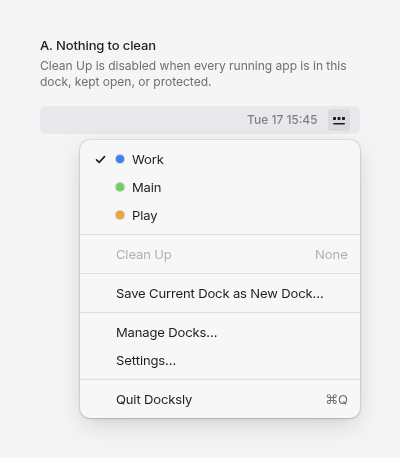 A. Nothing to clean
Clean Up is disabled when every running app is in this
dock, kept open, or protected.
Tue 17 15:45
Work
Main
Play
Clean Up None
Save Current Dock as New Dock...
Manage Docks...
Settings...
Quit Docksly ⌘Q